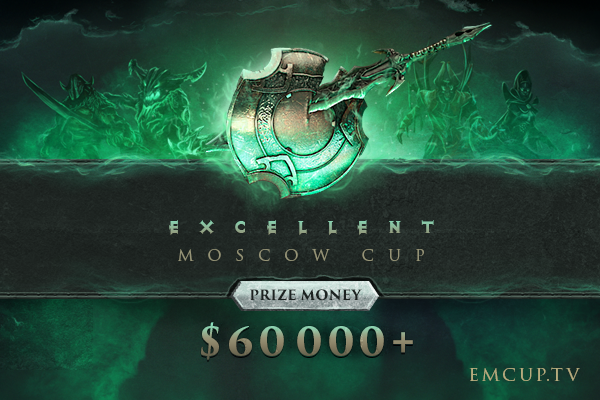 EXCELLENT
MOSCOW CUP
PRIZE MONEY
$60 000+
EMCUP.TV